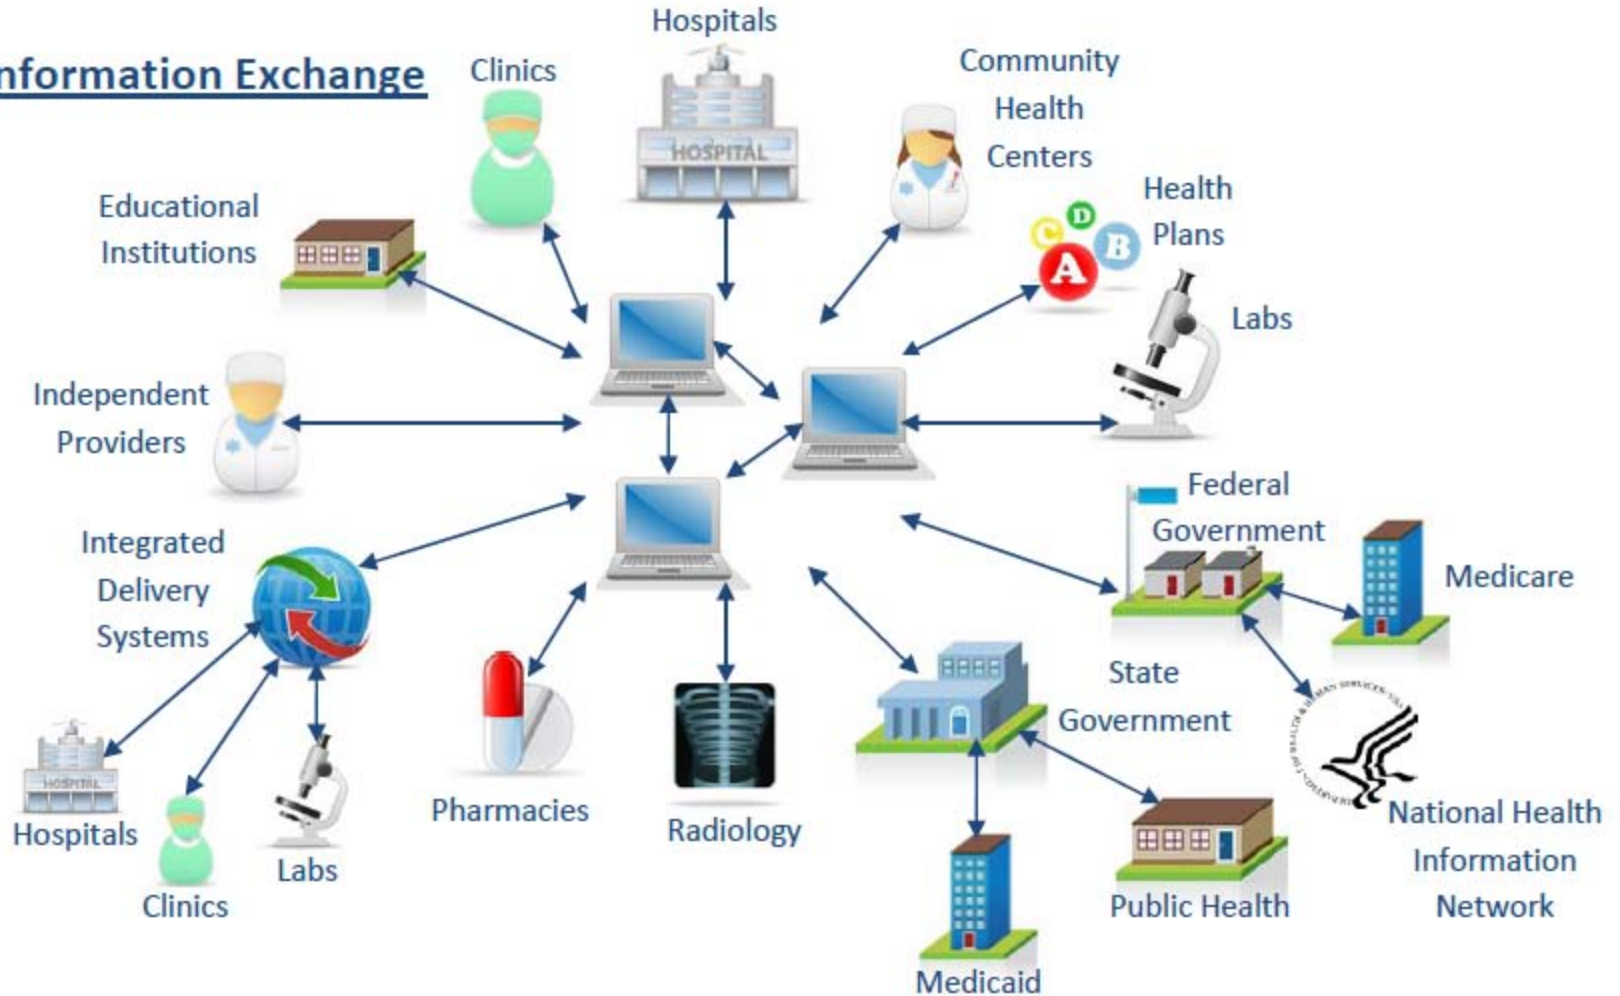 nformation Exchange
Clinics
Hospitals
HOSPITAL
Community
Health
Centers
Health
Plans
C
D
B
A
Labs
Educational
Institutions
Independent
Providers
Integrated
Delivery
Systems
Federal
Government
Medicare
State
Government
Hospitals
HOSPITAL
Clinics
Labs
Pharmacies
Radiology
Medicaid
Public Health
National Health
Information
Network